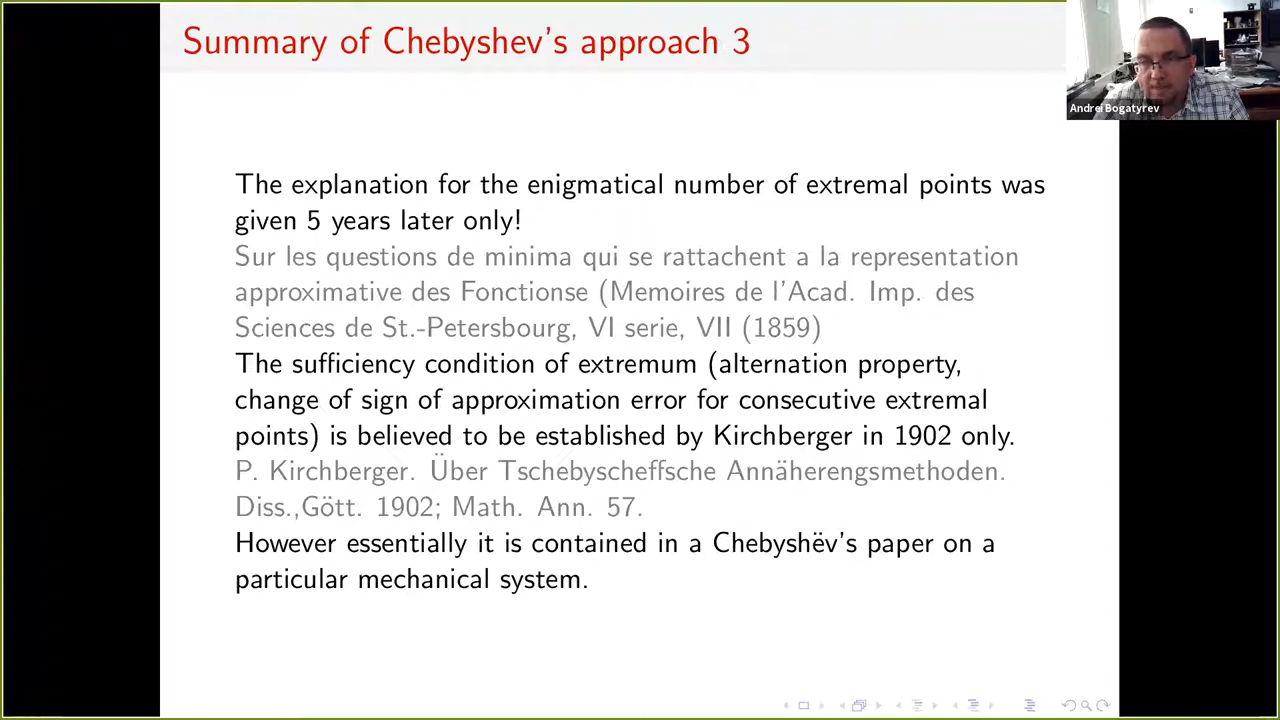 Summary of Chebyshev's approach 3
Andrei Bogatyrev
The explanation for the enigmatical number of extremal points was
given 5 years later only!
Sur les questions de minima qui se rattachent a la representation
approximative des Fonctionse (Memoires de l'Acad. Imp. des
Sciences de St.-Petersbourg, VI serie, VII (1859)
The sufficiency condition of extremum (alternation property,
change of sign of approximation error for consecutive extremal
points) is believed to be established by Kirchberger in 1902 only.
P. Kirchberger. Über Tschebyscheffsche Annäherengsmethoden.
Diss.,Gött. 1902; Math. Ann. 57.
However essentially it is contained in a Chebyshëv's paper on a
particular mechanical system.